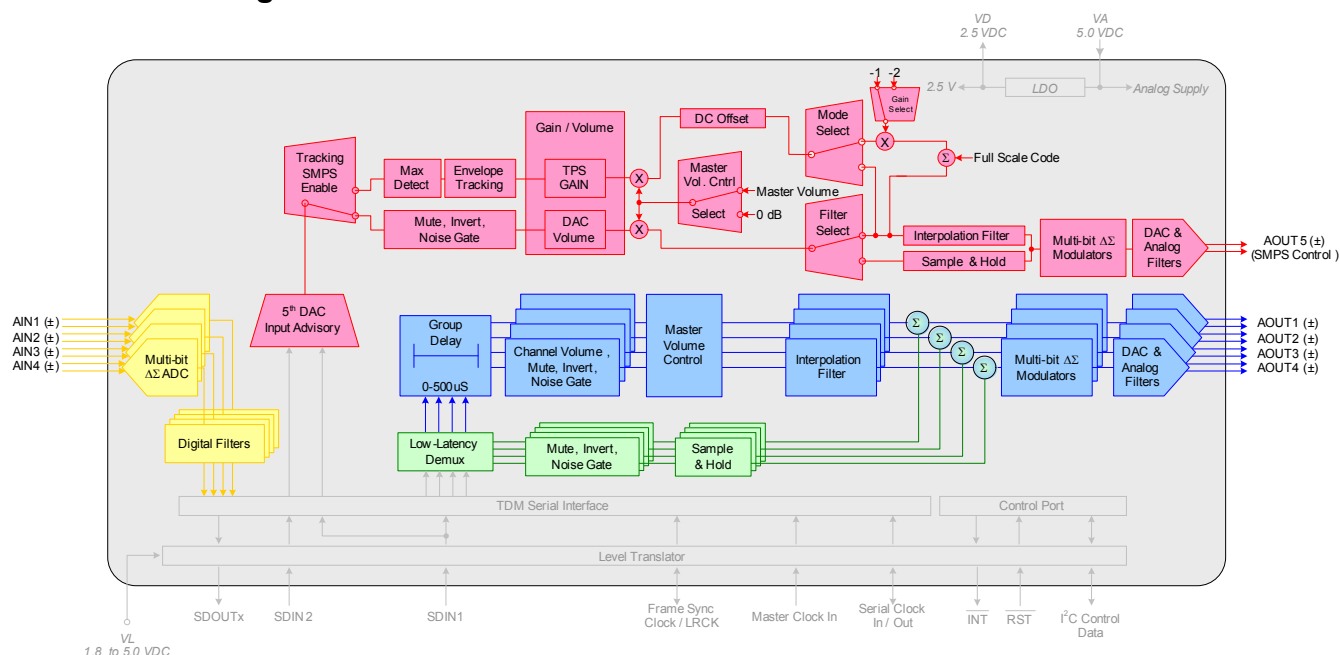 VD
2.5 VDC
VA
5.0 VDC
2.5 V
LDO
Analog Supply
-1 -2
Gain
Select
Mode
Select
DC Offset
X
Σ
Full Scale Code
Gain / Volume
Tracking
SMPS
Enable
Max
Detect
Envelope
Tracking
TPS
GAIN
X
Master
Vol. Cntrl
Select
Master Volume
0 dB
Mute, Invert,
Noise Gate
DAC
Volume
X
Filter
Select
Interpolation Filter
Sample & Hold
Multi-bit ΔΣ
Modulators
DAC &
Analog
Filters
AOUT5 (±)
(SMPS Control )
AIN1 (±)
AIN2 (±)
AIN3 (±)
AIN4 (±)
Multi-bit
ΔΣ ADC
5th DAC
Input Advisory
Group
Delay
0-500uS
Channel Volume ,
Mute, Invert,
Noise Gate
Master
Volume
Control
Interpolation
Filter
Σ
Σ
Σ
Σ
Multi-bit ΔΣ
Modulators
DAC &
Analog
Filters
AOUT1 (±)
AOUT2 (±)
AOUT3 (±)
AOUT4 (±)
Digital Filters
Low-Latency
Demux
Mute, Invert,
Noise Gate
Sample
& Hold
TDM Serial Interface
Control Port
Level Translator
VL
1.8 to 5.0 VDC
SDOUTx
SDIN2
SDIN1
Frame Sync
Clock / LRCK
Master Clock In
Serial Clock
In / Out
INT
RST
I2C Control
Data